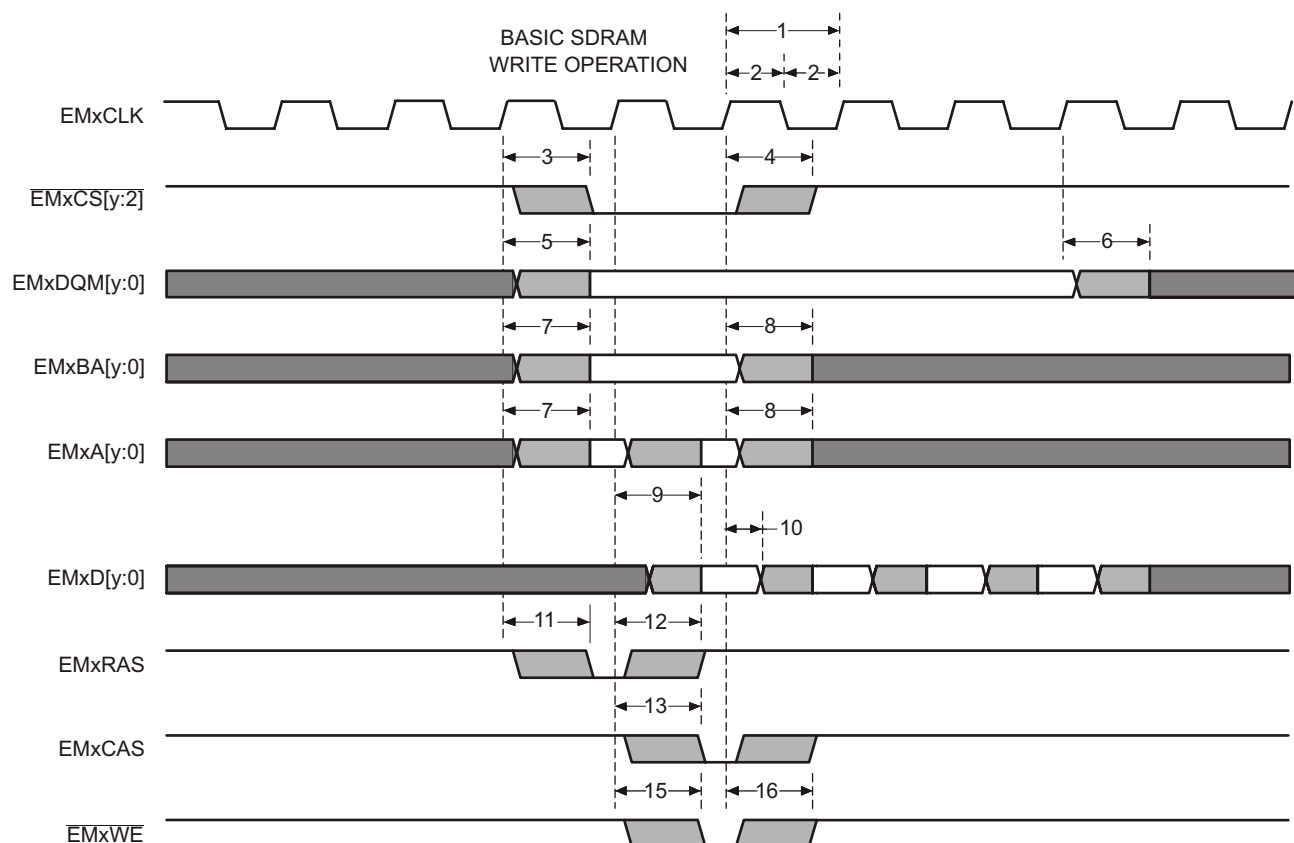 BASIC SDRAM
WRITE OPERATION
1
2 2
EMxCLK
3 4
EMxCS[y:2]
5 6
EMxDQM[y:0]
7 8
EMxBA[y:0]
7 8
EMxA[y:0]
9
10
EMxD[y:0]
11 12
EMxRAS
13
EMxCAS
15 16
EMxWE